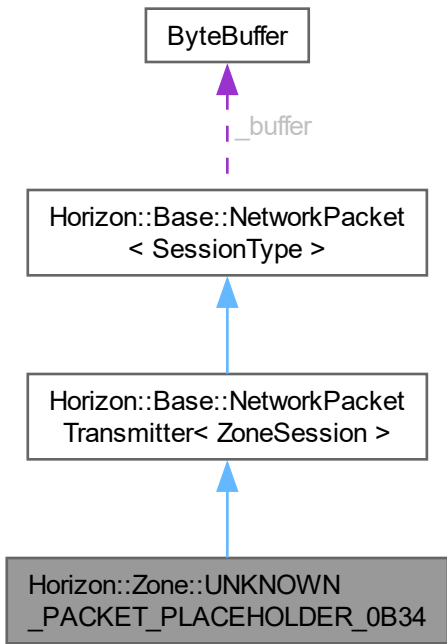 ByteBuffer
_buffer
Horizon::Base::NetworkPacket
< SessionType >
Horizon::Base::NetworkPacket
Transmitter< ZoneSession >
Horizon::Zone::UNKNOWN
_PACKET_PLACEHOLDER_0B34